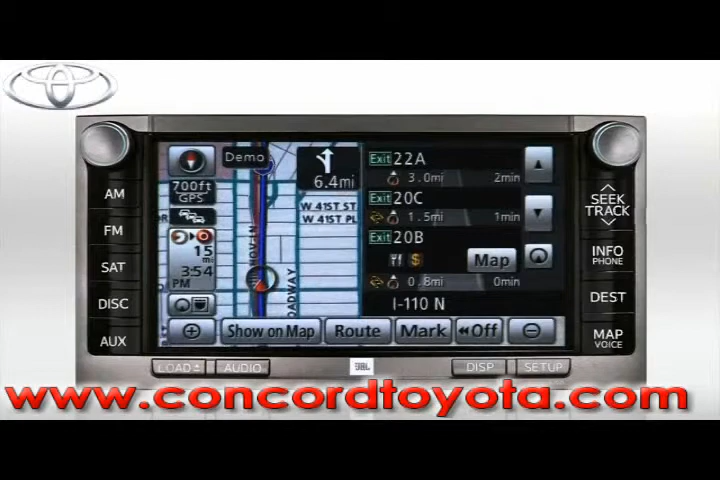 Demo
700ft
GPS
15
mi
3:54
PM
6.4mi
W 41ST ST
W 41ST PL
Exit 22A
3.0mi 2min
Exit 20C
1.5mi 1min
Exit 20B
$
Map
0.8mi 0min
I-110 N
Show on Map Route Mark Off
AM
FM
SAT
DISC
AUX
SEEK
TRACK
INFO
PHONE
DEST
MAP
VOICE
LOAD AUDIO JBL DISP SETUP
www.concordtoyota.com